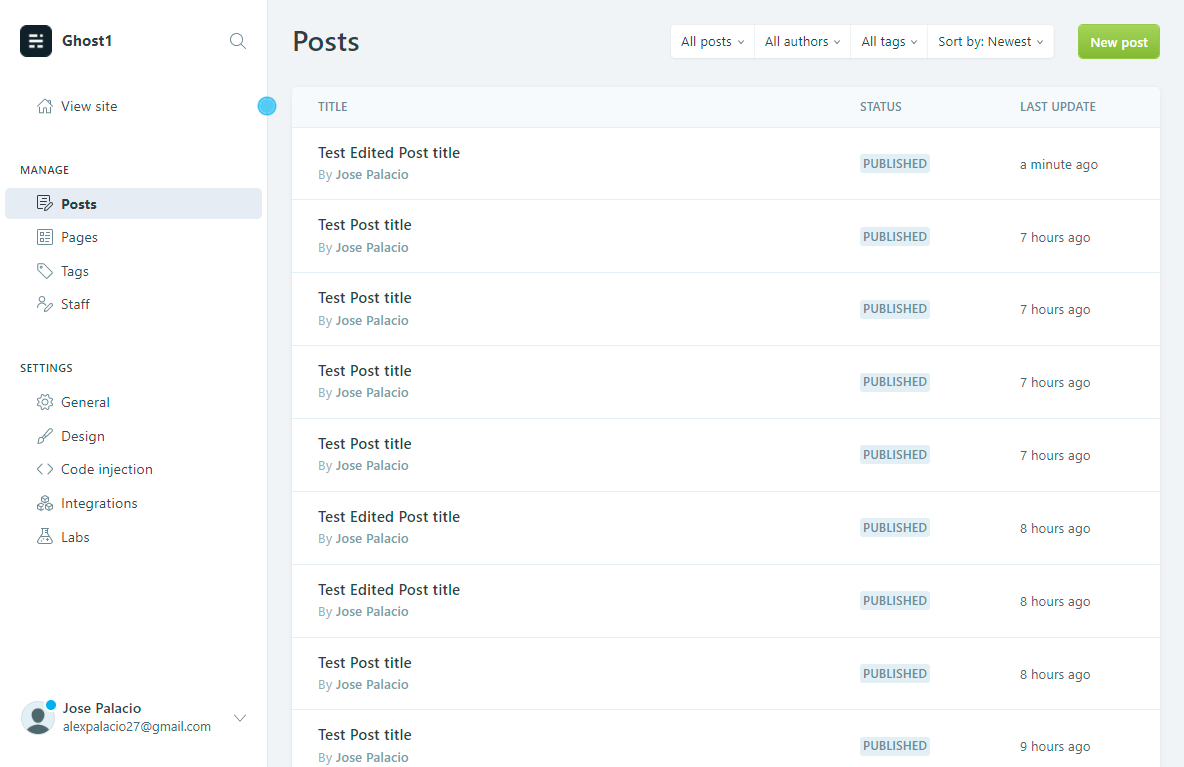 Ghost1
View site
MANAGE
Posts
Pages
Tags
Staff
SETTINGS
General
Design
Code injection
Integrations
Labs
Jose Palacio
alexpalacio27@gmail.com
Posts
All posts
All authors
All tags
Sort by: Newest
New post
TITLE STATUS LAST UPDATE
Test Edited Post title
By Jose Palacio
PUBLISHED
a minute ago
Test Post title
By Jose Palacio
PUBLISHED
7 hours ago
Test Post title
By Jose Palacio
PUBLISHED
7 hours ago
Test Post title
By Jose Palacio
PUBLISHED
7 hours ago
Test Post title
By Jose Palacio
PUBLISHED
7 hours ago
Test Edited Post title
By Jose Palacio
PUBLISHED
8 hours ago
Test Edited Post title
By Jose Palacio
PUBLISHED
8 hours ago
Test Post title
By Jose Palacio
PUBLISHED
8 hours ago
Test Post title
By Jose Palacio
PUBLISHED
9 hours ago